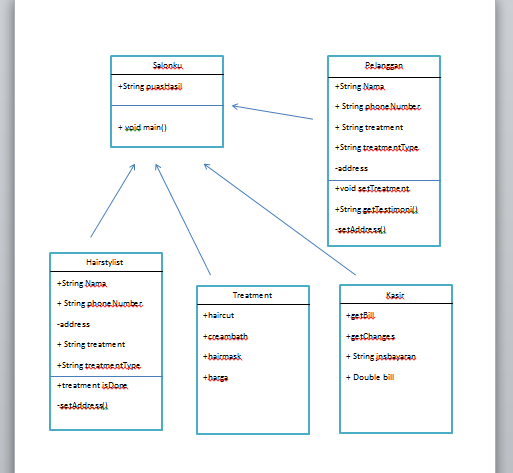 Salonku
+String puasHasil
+ void main()
Pelanggan
+String Nama
+ String phoneNumber
+ String treatment
+String treatmentType
-address
+void setTreatment
+String getTestimoni()
-setAddress()
Hairstylist
+String Nama
+ String phoneNumber
-address
+ String treatment
+String treatmentType
+treatment isDone
-setAddress()
Treatment
+haircut
+creambath
+hairmask
+harga
Kasir
+getBill
+getChanges
+ String jnsbayaran
+ Double bill